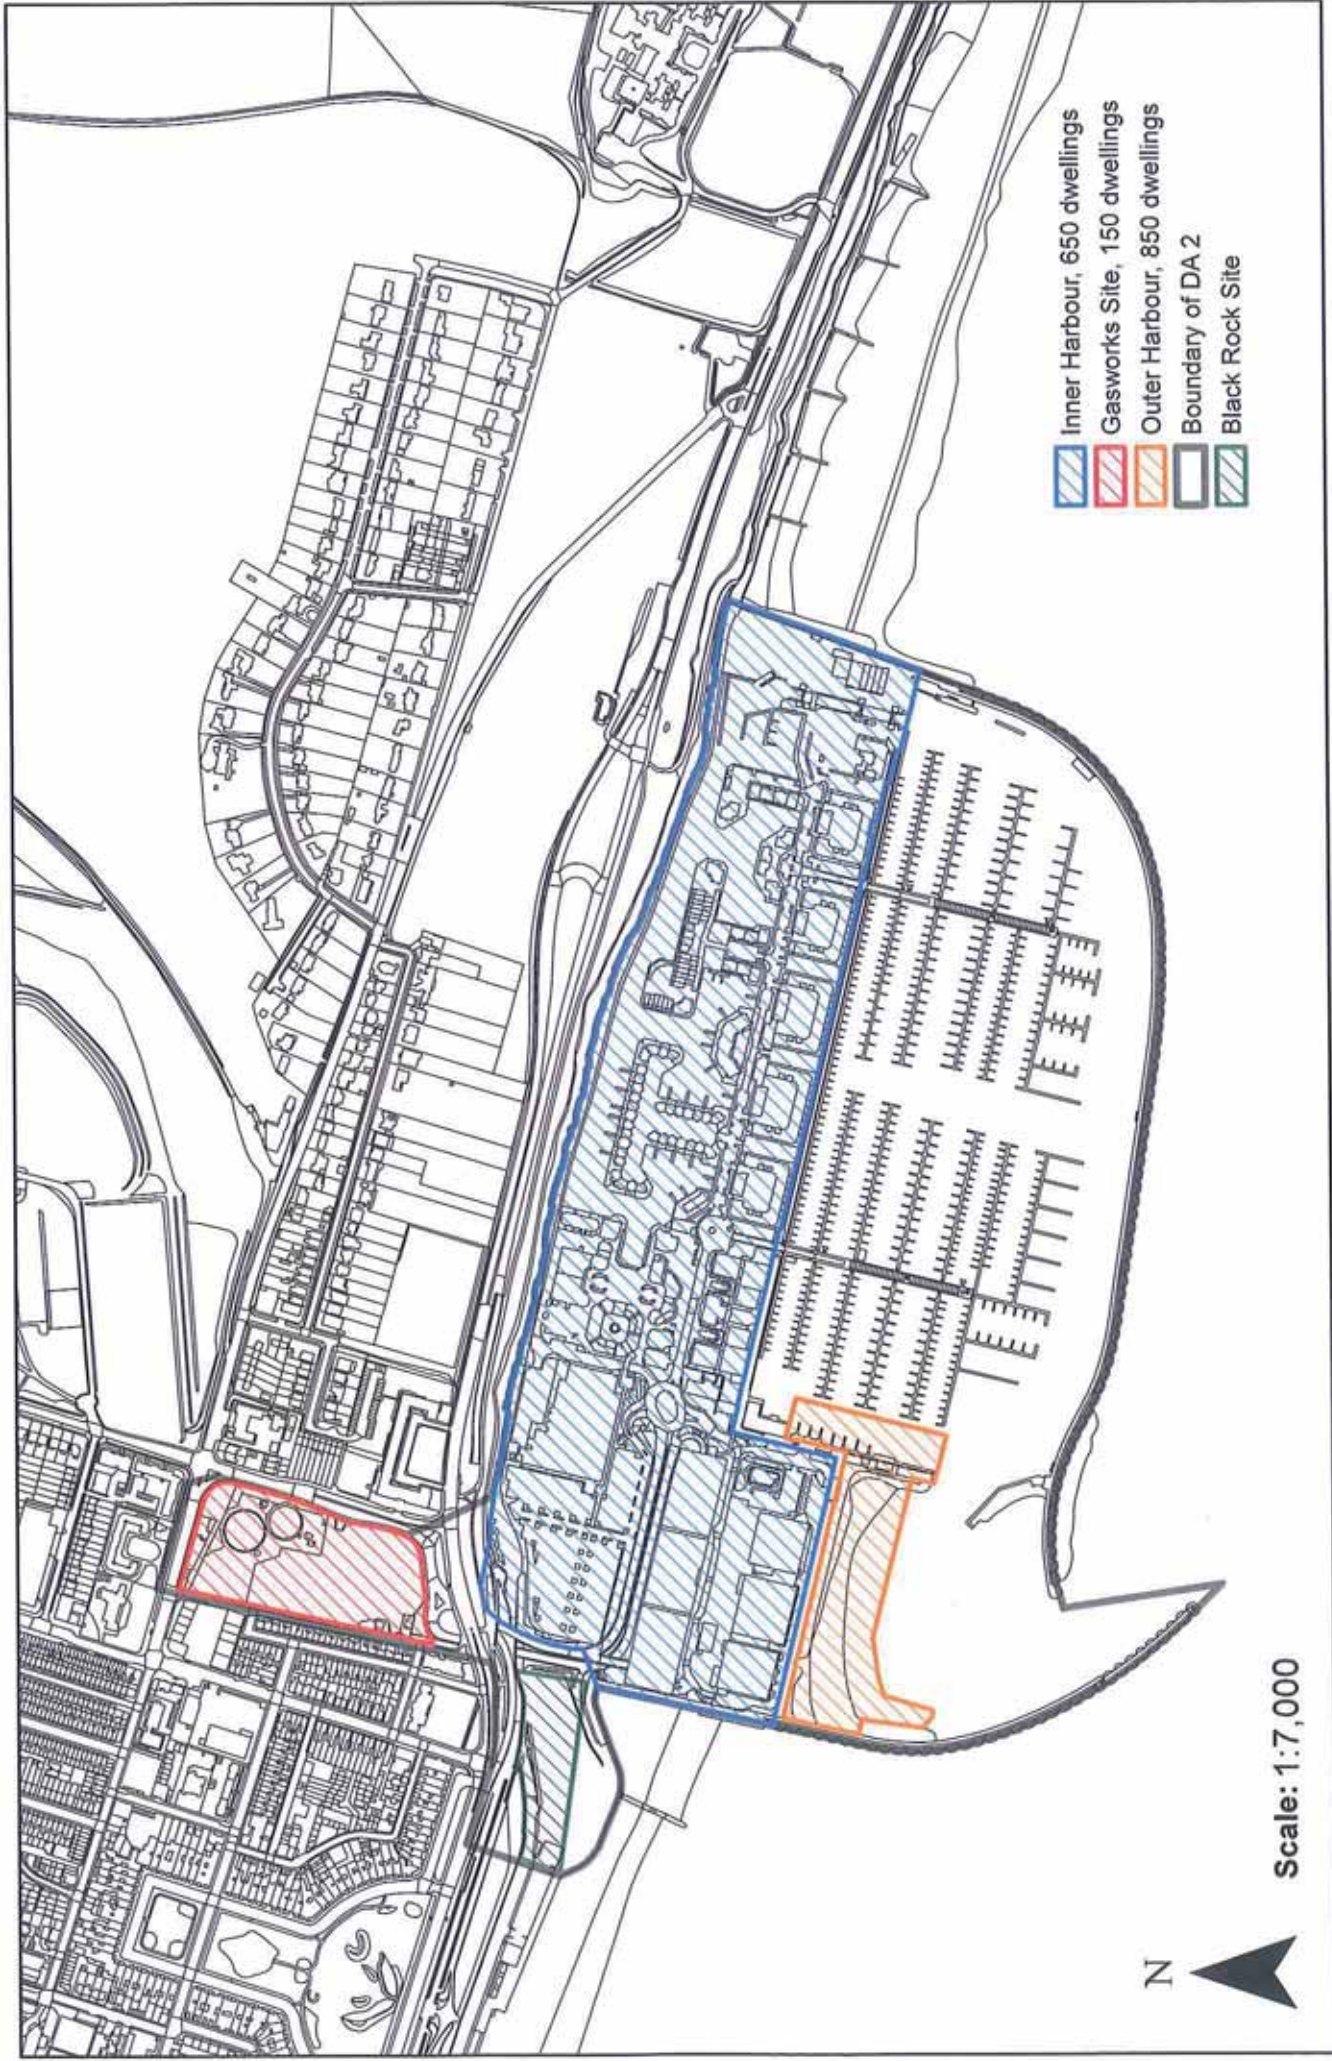 Inner Harbour, 650 dwellings
Gasworks Site, 150 dwellings
Outer Harbour, 850 dwellings
Boundary of DA 2
Black Rock Site
Scale: 1:7,000
N